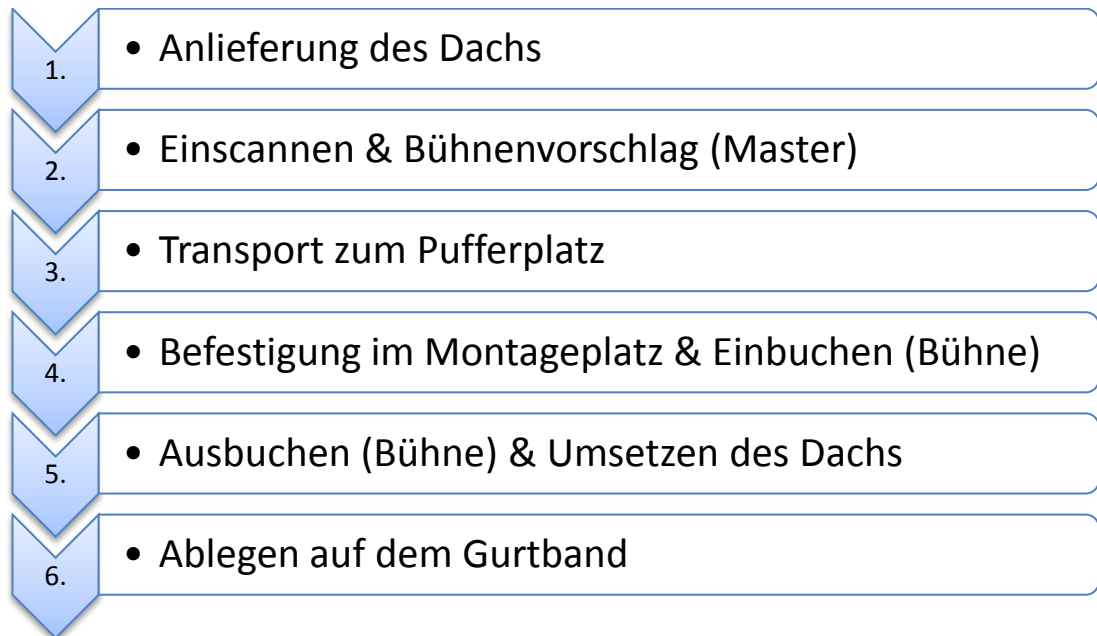 1. • Anlieferung des Dachs
2. • Einscannen & Bühnenvorschlag (Master)
3. • Transport zum Pufferplatz
4. • Befestigung im Montageplatz & Einbuchen (Bühne)
5. • Ausbuchen (Bühne) & Umsetzen des Dachs
6. • Ablegen auf dem Gurtband